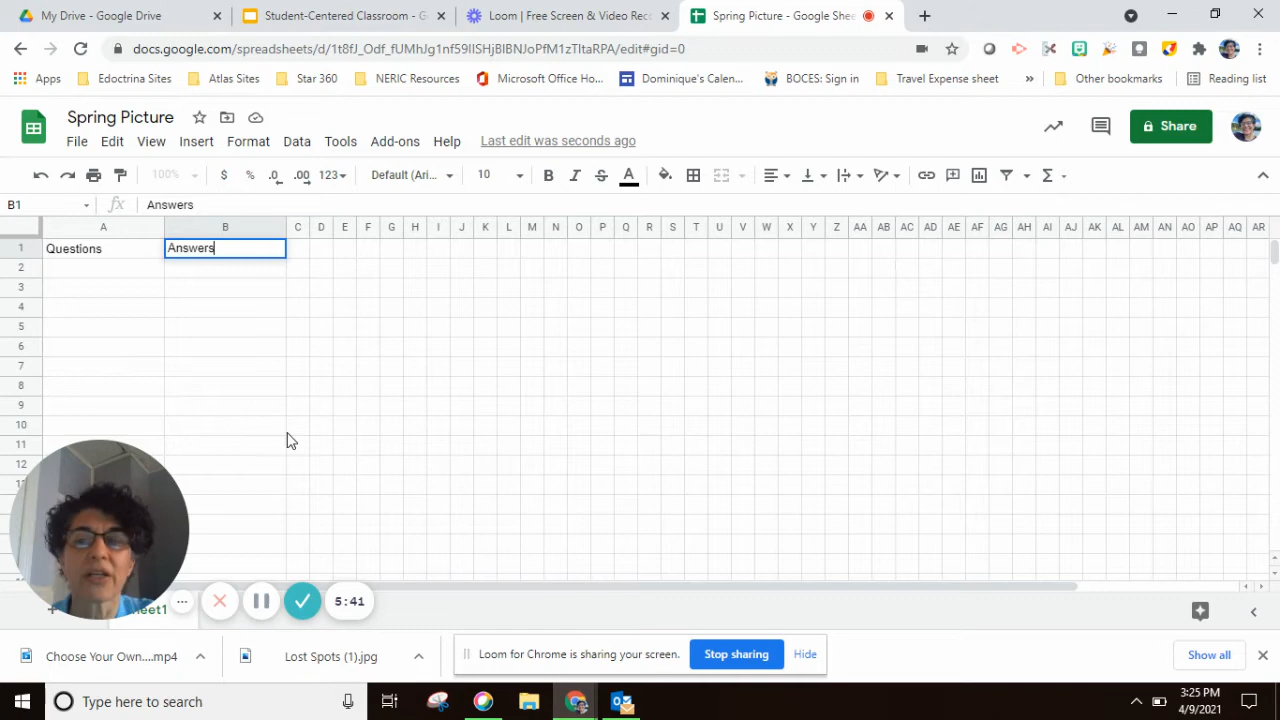 My Drive - Google Drive
Student-Centered Classroom - G
Loom | Free Screen & Video Rec
Spring Picture - Google Shee
docs.google.com/spreadsheets/d/
/edit#gid=0
Apps
Edoctrina Sites
Atlas Sites
Star 360
NERIC Resources
Microsoft Office Ho...
Dominique's Calen...
BOCES: Sign in
Travel Expense sheet
»
Other bookmarks
Reading list
Spring Picture
Share
File Edit View Insert Format Data Tools Add-ons Help Last edit was seconds ago
100% $ % .0 .00 123 Default (Ari... 10 B I S A
B1 fx Answers
A B C D E F G H I J K L M N O P Q R S T U V W X Y Z AA AB AC AD AE AF AG AH AI AJ AK AL AM AN AO AP AQ AR
1 Questions Answers
2
3
4
5
6
7
8
9
10
11
12
5:41
Choose Your Own....mp4
Lost Spots (1).jpg
Loom for Chrome is sharing your screen.
Stop sharing
Hide
Show all
Type here to search
3:25 PM
4/9/2021